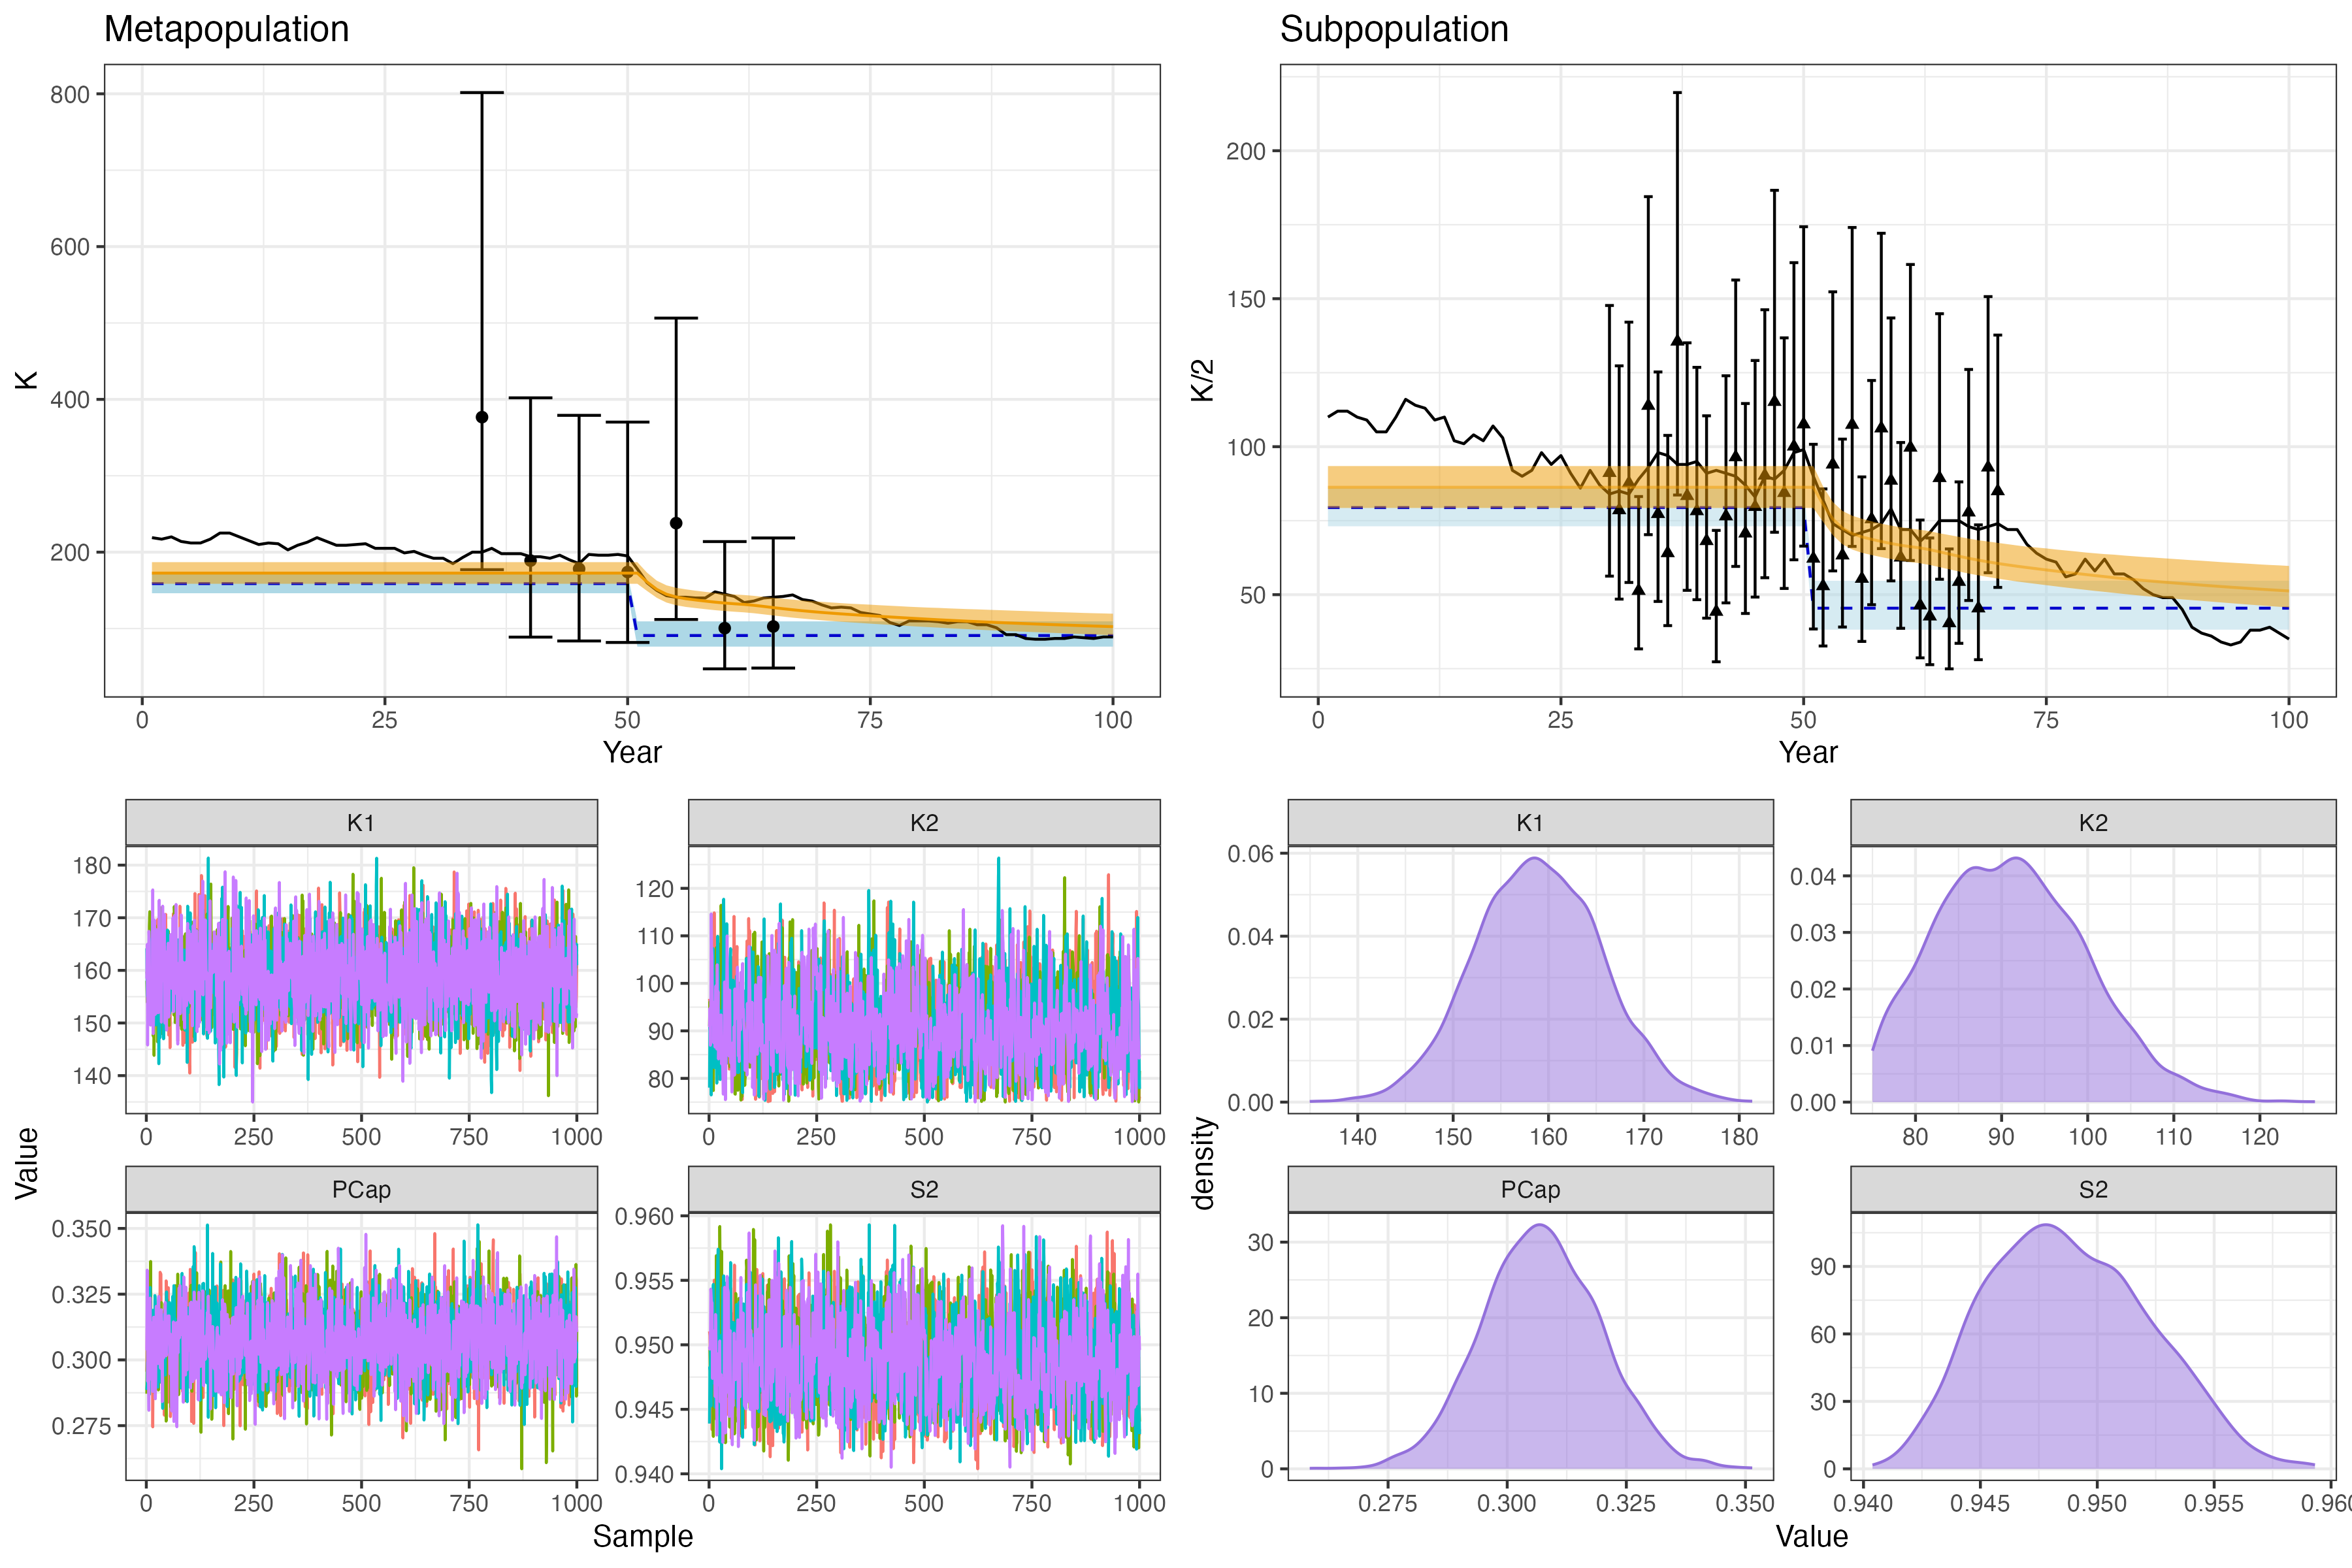 Metapopulation
800
600
400
200
K
0 25 50 75 100
Year
Subpopulation
200
150
100
50
K/2
0 25 50 75 100
Year
K1
180
170
160
150
140
0 250 500 750 1000
K2
120
110
100
90
80
0 250 500 750 1000
PCap
0.350
0.325
0.300
0.275
0 250 500 750 1000
S2
0.960
0.955
0.950
0.945
0.940
0 250 500 750 1000
Value
Sample
K1
0.06
0.04
0.02
0.00
140 150 160 170 180
K2
0.04
0.03
0.02
0.01
0.00
80 90 100 110 120
PCap
30
20
10
0
0.275 0.300 0.325 0.350
S2
90
60
30
0
0.940 0.945 0.950 0.955 0.960
density
Value